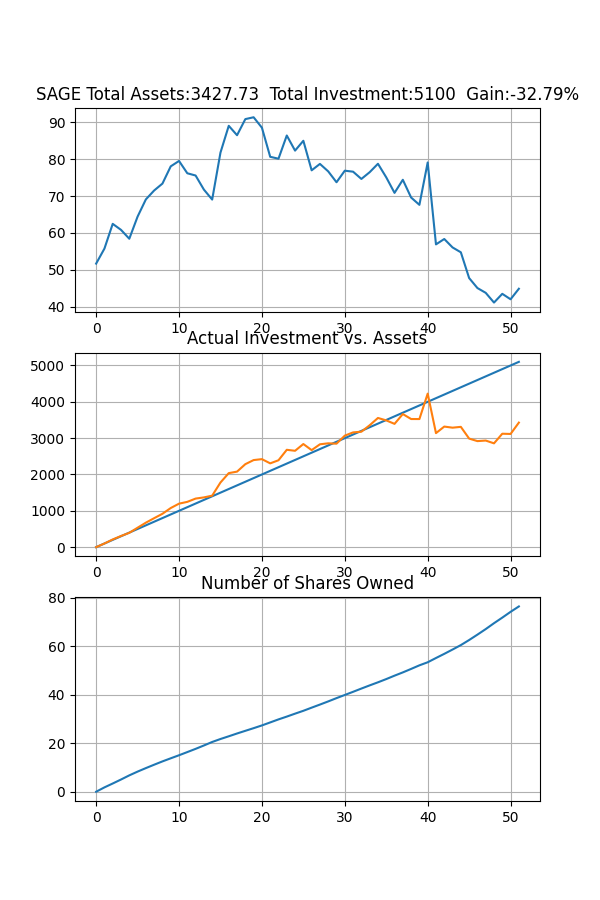 SAGE Total Assets:3427.73  Total Investment:5100  Gain:-32.79%
90
80
70
60
50
40
0 10 20 30 40 50
Actual Investment vs. Assets
5000
4000
3000
2000
1000
0
0 10 20 30 40 50
Number of Shares Owned
80
60
40
20
0
0 10 20 30 40 50